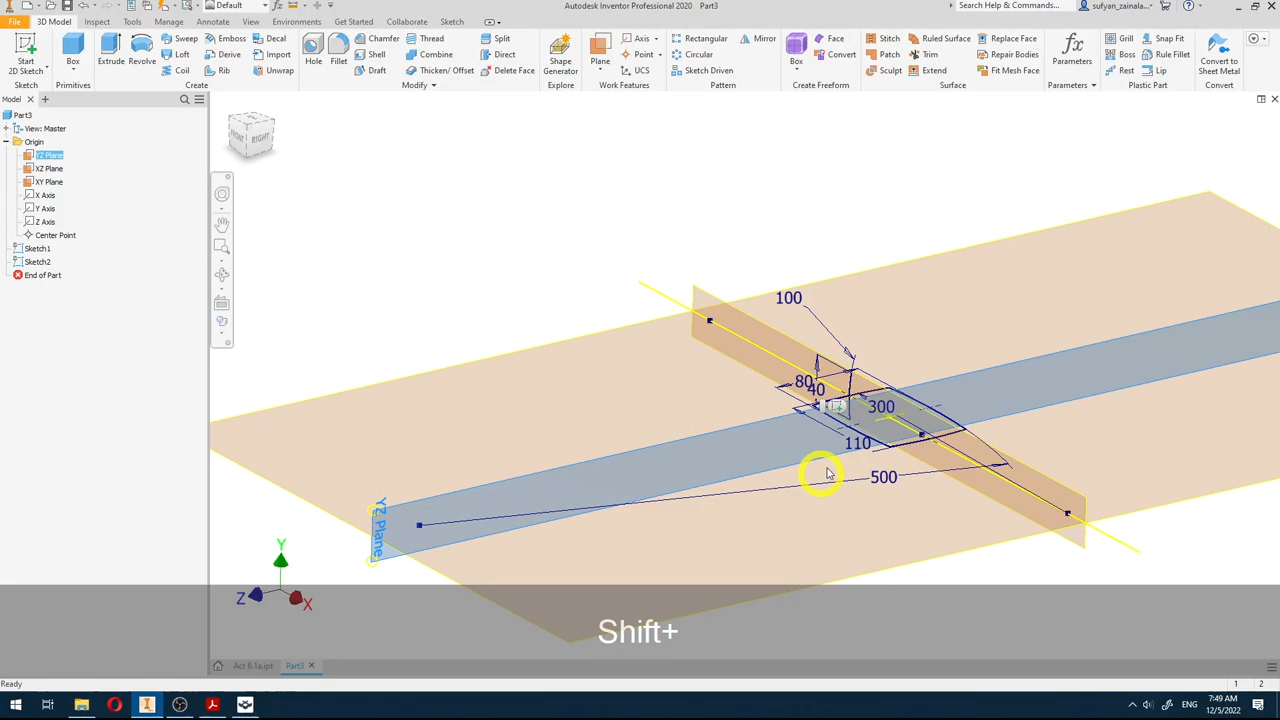 Default
Autodesk Inventor Professional 2020 Part3
Search Help & Commands...
sufyan_zainala...
File 3D Model Sketch Inspect Tools Manage Annotate View Environments Get Started Collaborate Sketch
Start
2D Sketch
Sketch
Box
Primitives
Extrude
Revolve
Sweep
Loft
Coil
Emboss
Derive
Rib
Decal
Import
Unwrap
Create
Hole
Fillet
Chamfer
Shell
Draft
Thread
Combine
Thicken/ Offset
Split
Direct
Delete Face
Modify
Shape
Generator
Explore
Plane
Axis
Point
UCS
Work Features
Rectangular
Circular
Sketch Driven
Mirror
Pattern
Box
Face
Convert
Create Freeform
Stitch
Patch
Sculpt
Ruled Surface
Trim
Extend
Replace Face
Repair Bodies
Fit Mesh Face
Surface
Parameters
Parameters
Grill
Boss
Rest
Snap Fit
Rule Fillet
Lip
Plastic Part
Convert to
Sheet Metal
Convert
Model
Part3
View: Master
Origin
YZ Plane
XZ Plane
XY Plane
X Axis
Y Axis
Z Axis
Center Point
Sketch1
Sketch2
End of Part
FRONT RIGHT
100
80
40
300
110
500
YZ Plane
Y
Z
X
Shift+
Act 6.1a.ipt Part3
Ready
1 2
ENG
7:49 AM
12/5/2022